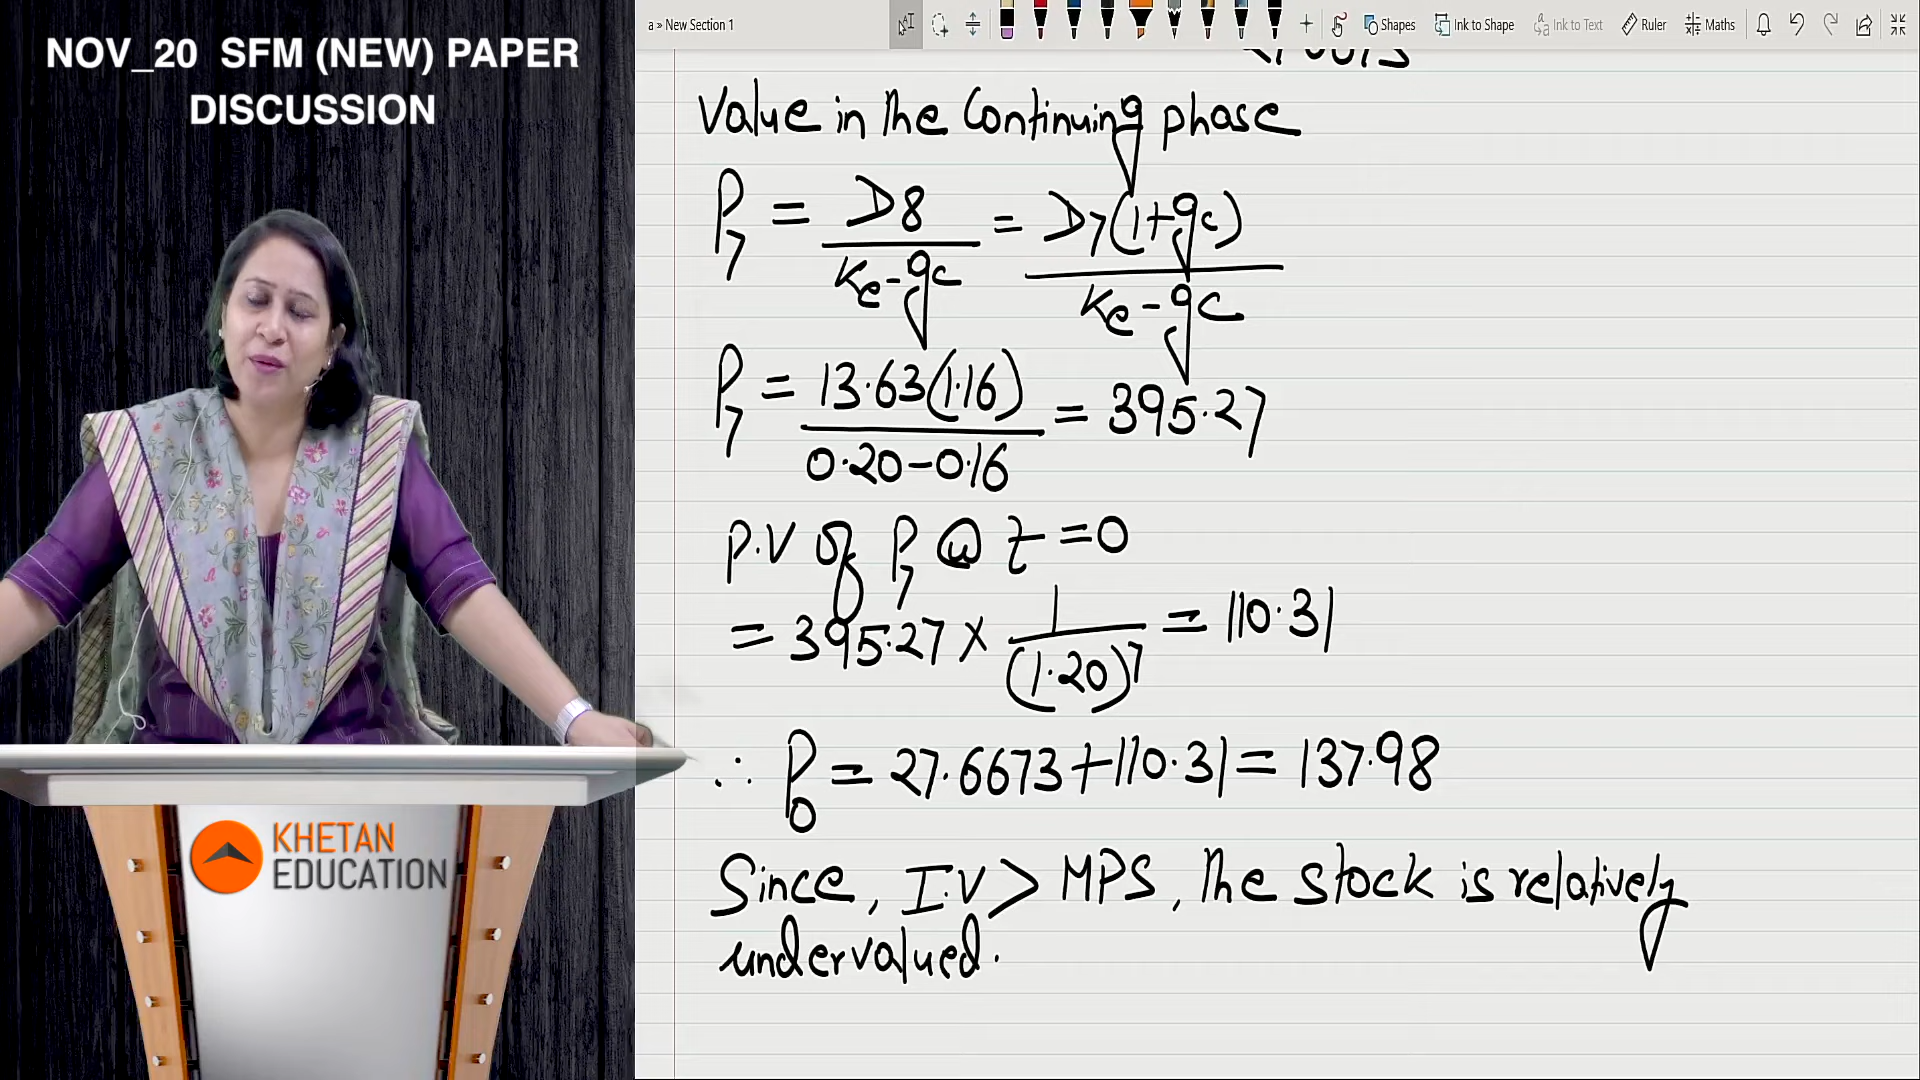 NOV_20 SFM (NEW) PAPER
DISCUSSION
a » New Section 1
Shapes
Ink to Shape
Ink to Text
Ruler
Maths
Value in the Continuing phase
P7 = D8 / Ke-gc = D7(1+gc) / Ke-gc
P7 = 13.63(1.16) / 0.20-0.16 = 395.27
P.V of P7 @ t=0
= 395.27 × 1 / (1.20)^7 = 110.31
∴ P0 = 27.6673+110.31 = 137.98
Since, I.V > MPS, the stock is relatively
undervalued.
KHETAN
EDUCATION